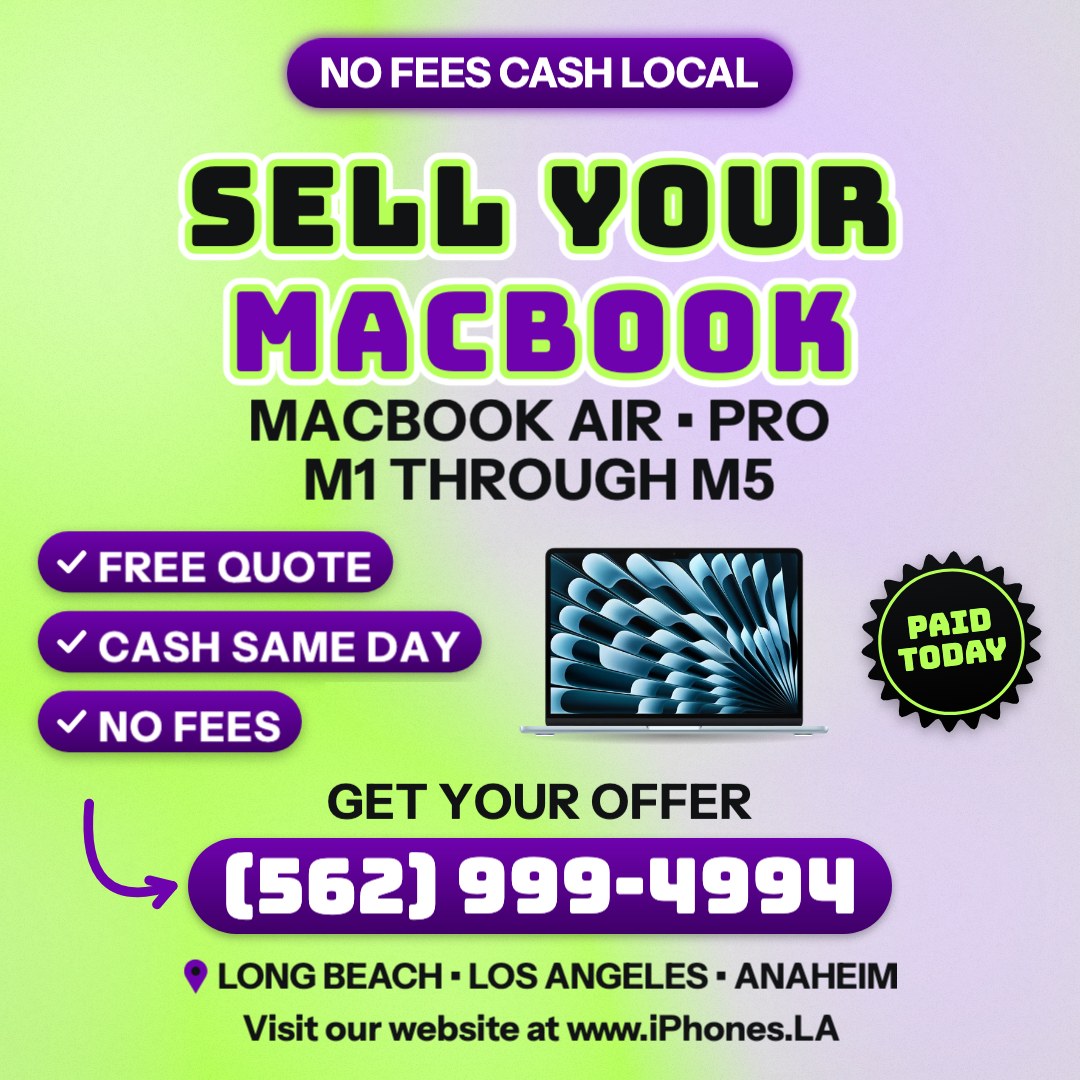 NO FEES CASH LOCAL
SELL YOUR
MACBOOK
MACBOOK AIR ▪ PRO
M1 THROUGH M5
✓ FREE QUOTE
✓ CASH SAME DAY
✓ NO FEES
PAID
TODAY
GET YOUR OFFER
(562) 999-4994
LONG BEACH ▪ LOS ANGELES ▪ ANAHEIM
Visit our website at www.iPhones.LA